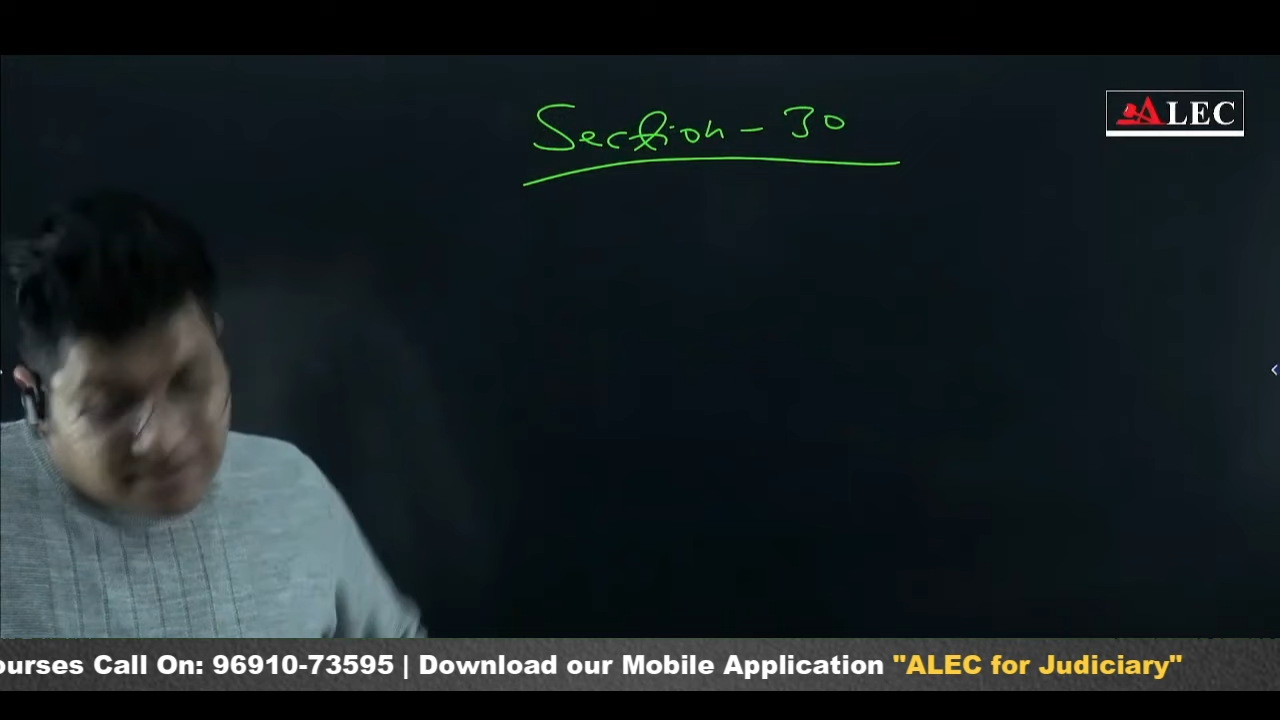 Section - 30
ALEC
ourses Call On: 96910-73595 | Download our Mobile Application "ALEC for Judiciary"